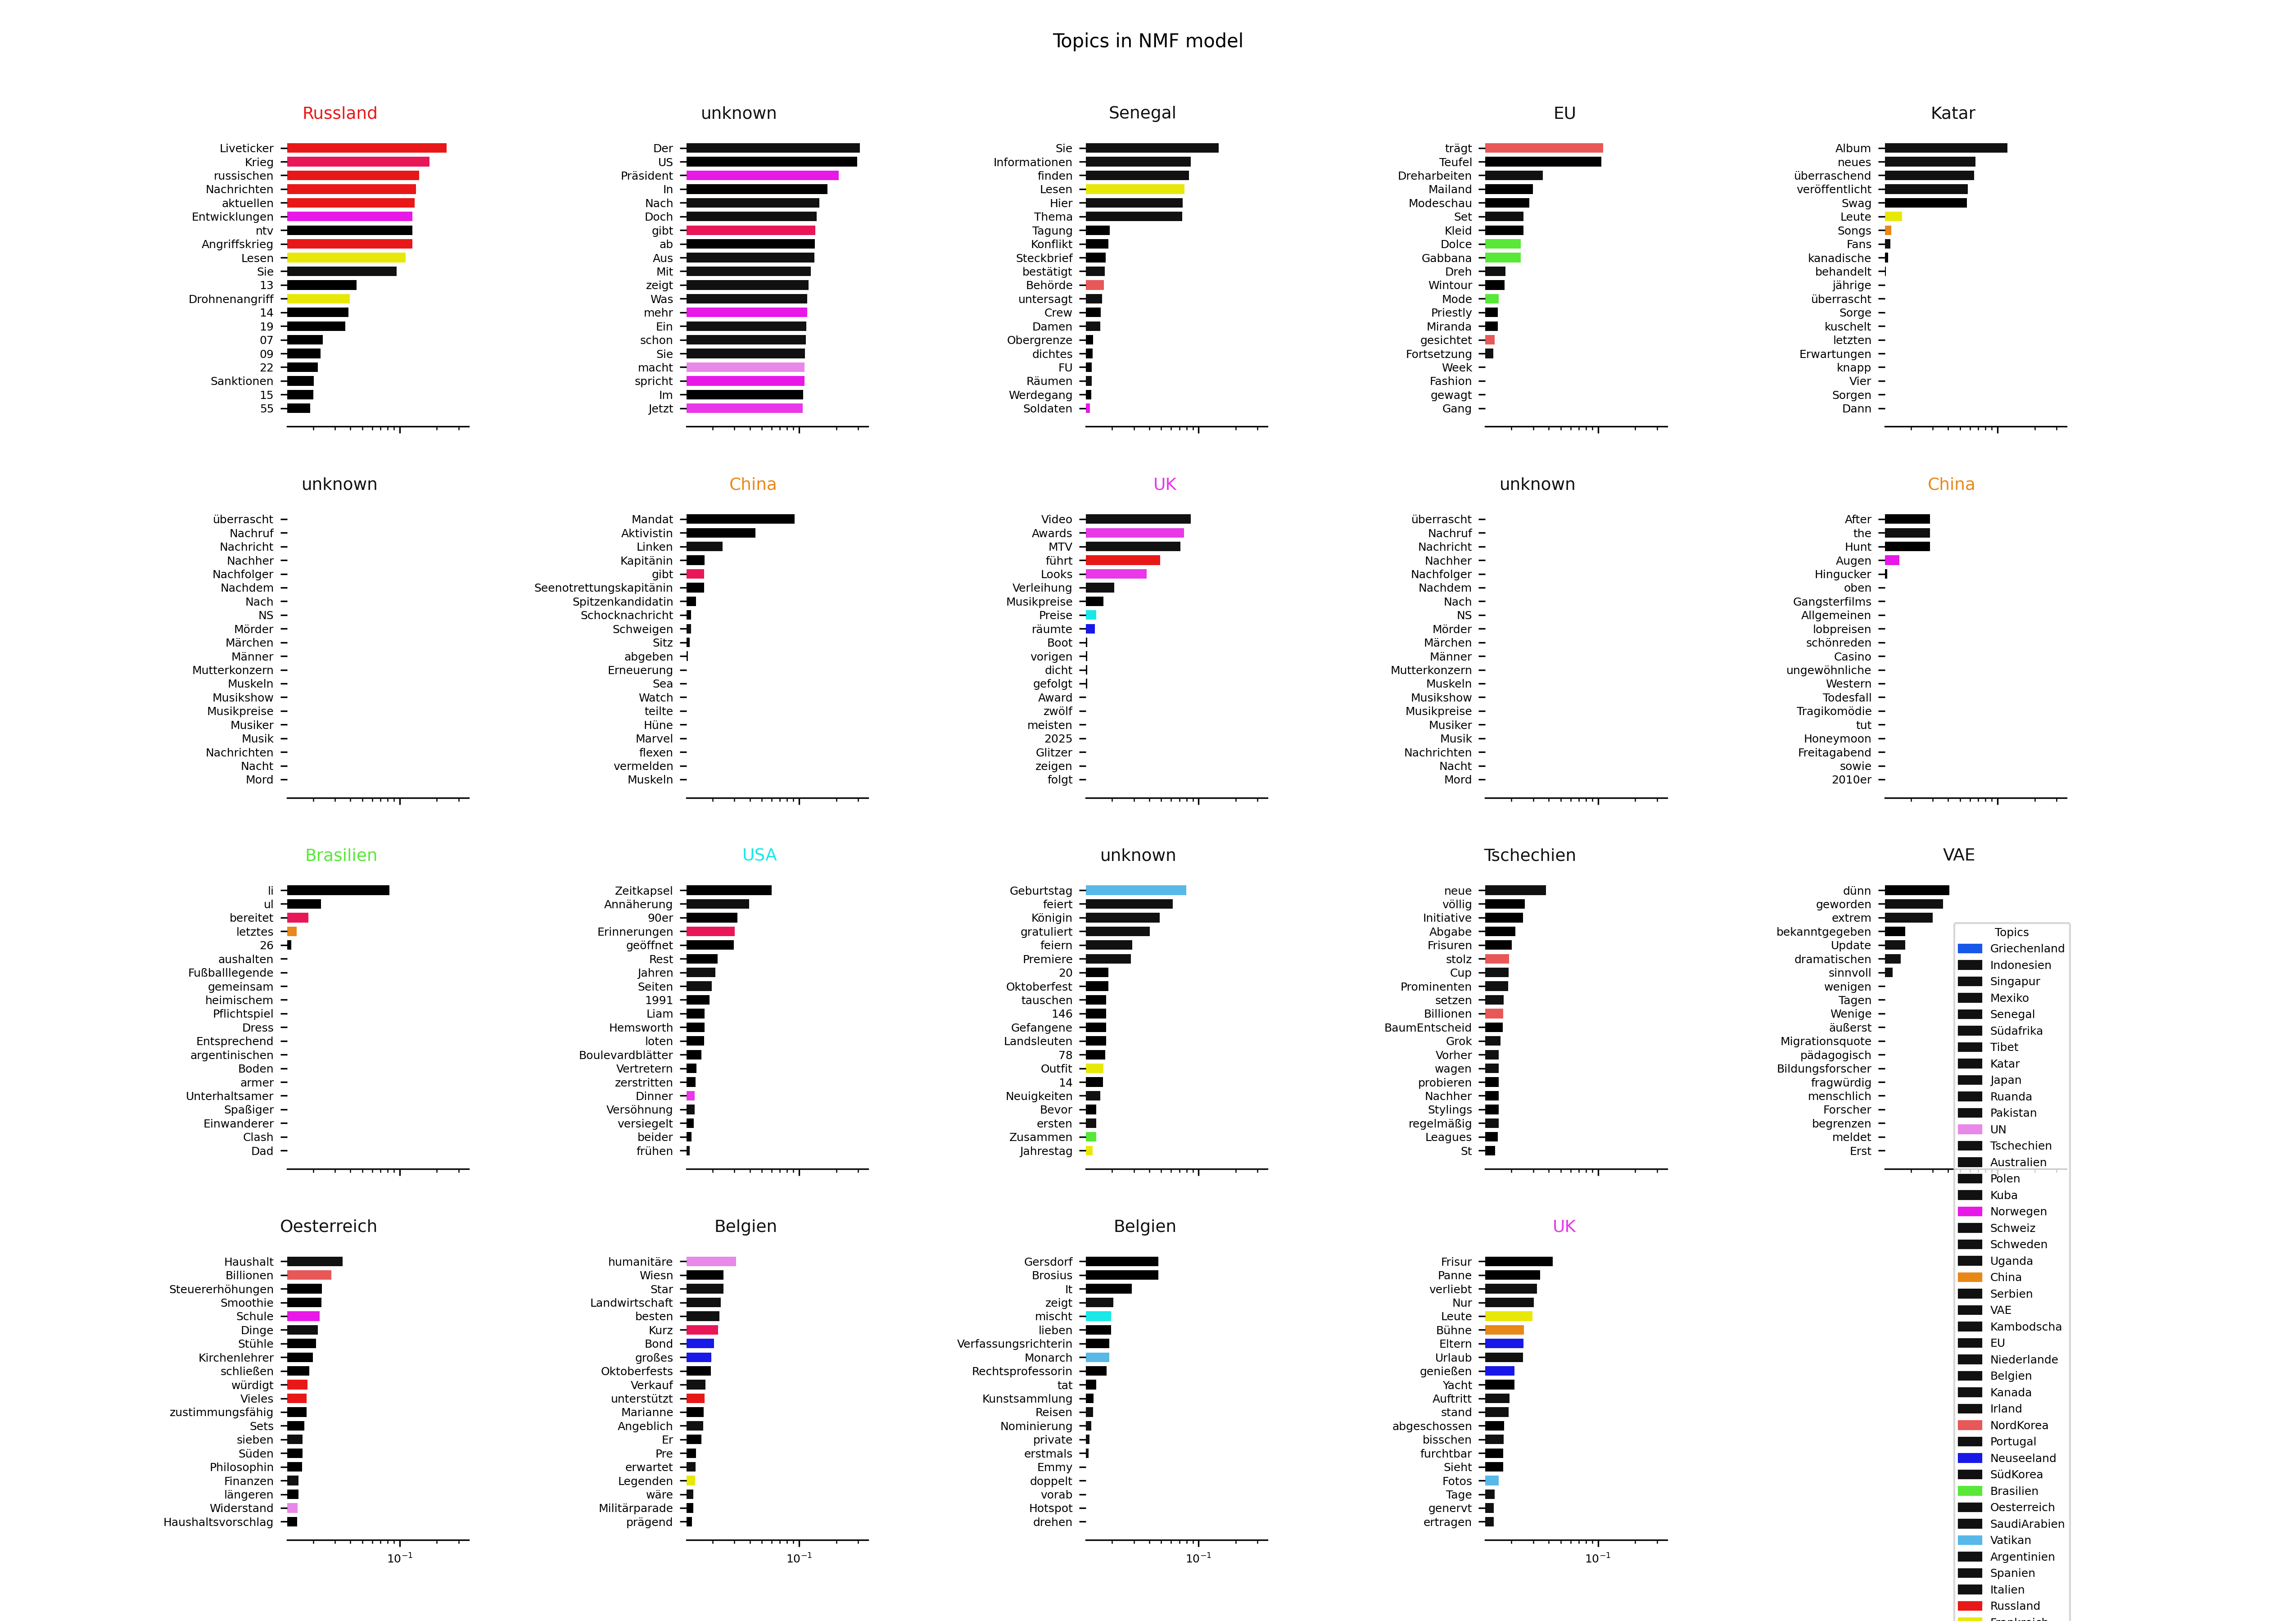 Topics in NMF model
Russland
Liveticker
Krieg
russischen
Nachrichten
aktuellen
Entwicklungen
ntv
Angriffskrieg
Lesen
Sie
13
Drohnenangriff
14
19
07
09
22
Sanktionen
15
55
unknown
Der
US
Präsident
In
Nach
Doch
gibt
ab
Aus
Mit
zeigt
Was
mehr
Ein
schon
Sie
macht
spricht
Im
Jetzt
Senegal
Sie
Informationen
finden
Lesen
Hier
Thema
Tagung
Konflikt
Steckbrief
bestätigt
Behörde
untersagt
Crew
Damen
Obergrenze
dichtes
FU
Räumen
Werdegang
Soldaten
EU
trägt
Teufel
Dreharbeiten
Mailand
Modeschau
Set
Kleid
Dolce
Gabbana
Dreh
Wintour
Mode
Priestly
Miranda
gesichtet
Fortsetzung
Week
Fashion
gewagt
Gang
Katar
Album
neues
überraschend
veröffentlicht
Swag
Leute
Songs
Fans
kanadische
behandelt
jährige
überrascht
Sorge
kuschelt
letzten
Erwartungen
knapp
Vier
Sorgen
Dann
unknown
überrascht
Nachruf
Nachricht
Nachher
Nachfolger
Nachdem
Nach
NS
Mörder
Märchen
Männer
Mutterkonzern
Muskeln
Musikshow
Musikpreise
Musiker
Musik
Nachrichten
Nacht
Mord
China
Mandat
Aktivistin
Linken
Kapitänin
gibt
Seenotrettungskapitänin
Spitzenkandidatin
Schocknachricht
Schweigen
Sitz
abgeben
Erneuerung
Sea
Watch
teilte
Hüne
Marvel
flexen
vermelden
Muskeln
UK
Video
Awards
MTV
führt
Looks
Verleihung
Musikpreise
Preise
räumte
Boot
vorigen
dicht
gefolgt
Award
zwölf
meisten
2025
Glitzer
zeigen
folgt
unknown
überrascht
Nachruf
Nachricht
Nachher
Nachfolger
Nachdem
Nach
NS
Mörder
Märchen
Männer
Mutterkonzern
Muskeln
Musikshow
Musikpreise
Musiker
Musik
Nachrichten
Nacht
Mord
China
After
the
Hunt
Augen
Hingucker
oben
Gangsterfilms
Allgemeinen
lobpreisen
schönreden
Casino
ungewöhnliche
Western
Todesfall
Tragikomödie
tut
Honeymoon
Freitagabend
sowie
2010er
Brasilien
li
ul
bereitet
letztes
26
aushalten
Fußballlegende
gemeinsam
heimischem
Pflichtspiel
Dress
Entsprechend
argentinischen
Boden
armer
Unterhaltsamer
Spaßiger
Einwanderer
Clash
Dad
USA
Zeitkapsel
Annäherung
90er
Erinnerungen
geöffnet
Rest
Jahren
Seiten
1991
Liam
Hemsworth
loten
Boulevardblätter
Vertretern
zerstritten
Dinner
Versöhnung
versiegelt
beider
frühen
unknown
Geburtstag
feiert
Königin
gratuliert
feiern
Premiere
20
Oktoberfest
tauschen
146
Gefangene
Landsleuten
78
Outfit
14
Neuigkeiten
Bevor
ersten
Zusammen
Jahrestag
Tschechien
neue
völlig
Initiative
Abgabe
Frisuren
stolz
Cup
Prominenten
setzen
Billionen
BaumEntscheid
Grok
Vorher
wagen
probieren
Nachher
Stylings
regelmäßig
Leagues
St
VAE
dünn
geworden
extrem
bekanntgegeben
Update
dramatischen
sinnvoll
wenigen
Tagen
Wenige
äußerst
Migrationsquote
pädagogisch
Bildungsforscher
fragwürdig
menschlich
Forscher
begrenzen
meldet
Erst
Oesterreich
Haushalt
Billionen
Steuererhöhungen
Smoothie
Schule
Dinge
Stühle
Kirchenlehrer
schließen
würdigt
Vieles
zustimmungsfähig
Sets
sieben
Süden
Philosophin
Finanzen
längeren
Widerstand
Haushaltsvorschlag
10⁻¹
Belgien
humanitäre
Wiesn
Star
Landwirtschaft
besten
Kurz
Bond
großes
Oktoberfests
Verkauf
unterstützt
Marianne
Angeblich
Er
Pre
erwartet
Legenden
wäre
Militärparade
prägend
10⁻¹
Belgien
Gersdorf
Brosius
It
zeigt
mischt
lieben
Verfassungsrichterin
Monarch
Rechtsprofessorin
tat
Kunstsammlung
Reisen
Nominierung
private
erstmals
Emmy
doppelt
vorab
Hotspot
drehen
10⁻¹
UK
Frisur
Panne
verliebt
Nur
Leute
Bühne
Eltern
Urlaub
genießen
Yacht
Auftritt
stand
abgeschossen
bisschen
furchtbar
Sieht
Fotos
Tage
genervt
ertragen
10⁻¹
Topics
Griechenland
Indonesien
Singapur
Mexiko
Senegal
Südafrika
Tibet
Katar
Japan
Ruanda
Pakistan
UN
Tschechien
Australien
Polen
Kuba
Norwegen
Schweiz
Schweden
Uganda
China
Serbien
VAE
Kambodscha
EU
Niederlande
Belgien
Kanada
Irland
NordKorea
Portugal
Neuseeland
SüdKorea
Brasilien
Oesterreich
SaudiArabien
Vatikan
Argentinien
Spanien
Italien
Russland